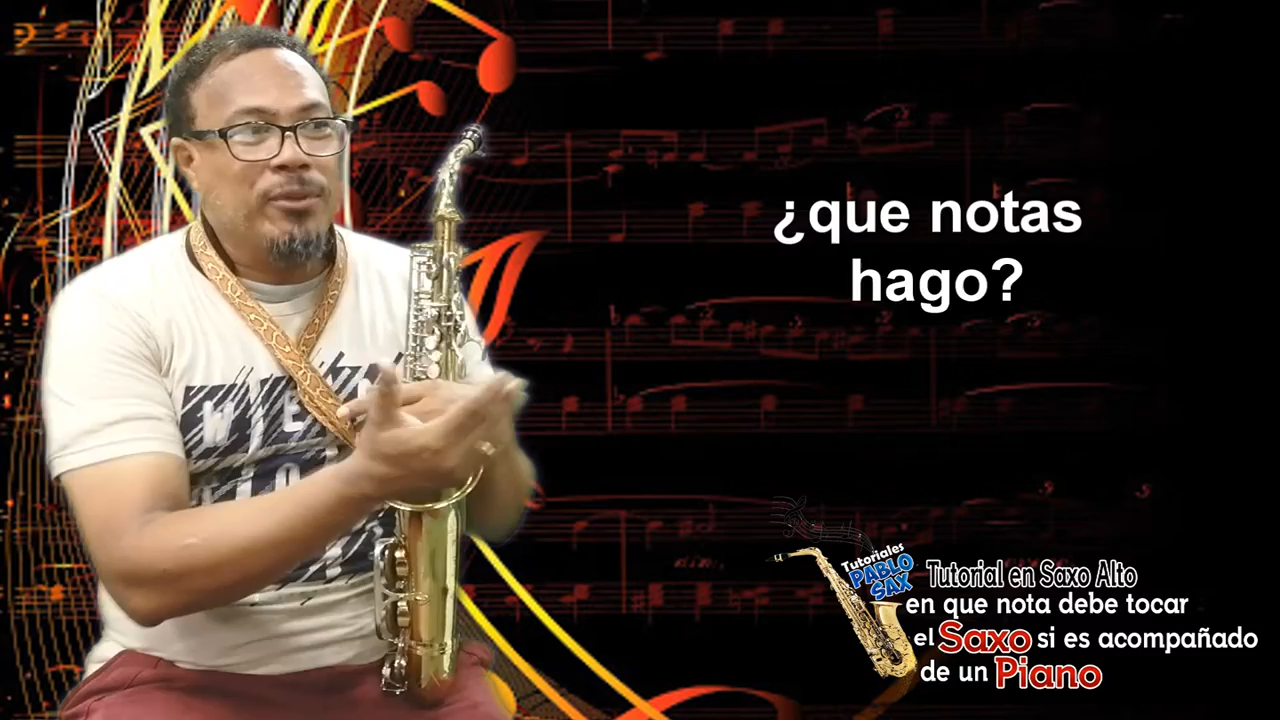 ¿que notas
hago?
Tutoriales
PABLO
SAX
Tutorial en Saxo Alto
en que nota debe tocar
el Saxo si es acompañado
de un Piano